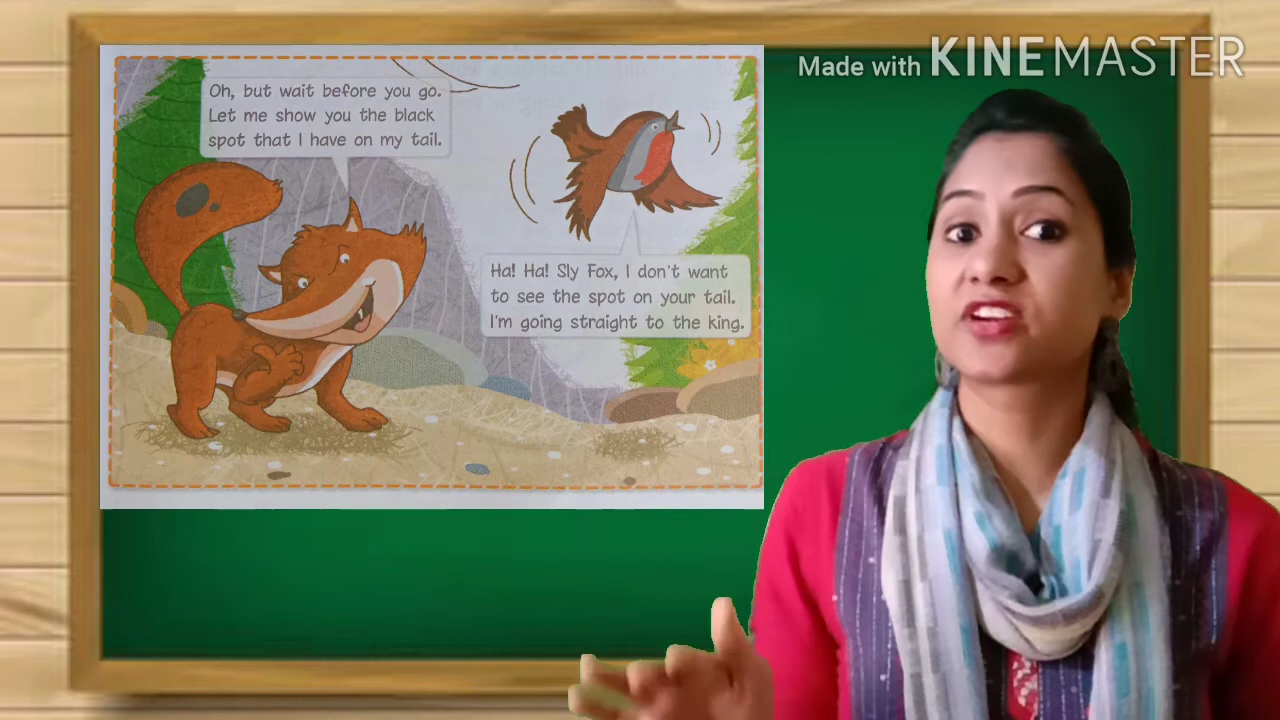 Made with KINEMASTER
Oh, but wait before you go.
Let me show you the black
spot that I have on my tail.
Ha! Ha! Sly Fox, I don't want
to see the spot on your tail.
I'm going straight to the king.